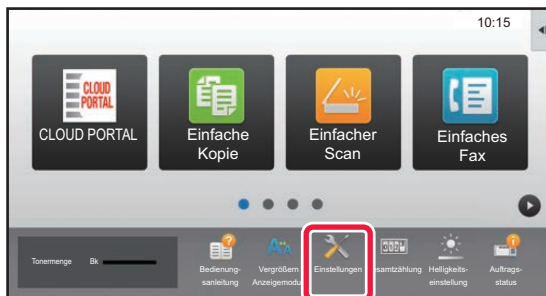 10:15
CLOUD
PORTAL
CLOUD PORTAL
Einfache
Kopie
Einfacher
Scan
Einfaches
Fax
Tonermenge Bk
Bedienung-
sanleitung
Vergrößern
Anzeigemodu
Einstellungen
samtzählung
Helligkeits-
einstellung
Auftrags-
status